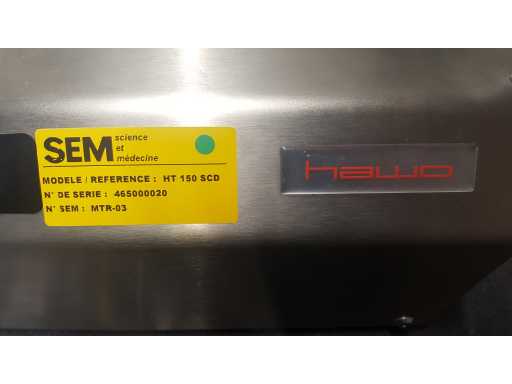 SEM science
et
médecine
MODELE / REFERENCE : HT 150 SCD
N° DE SERIE : 465000020
N° SEM : MTR-03
hawo